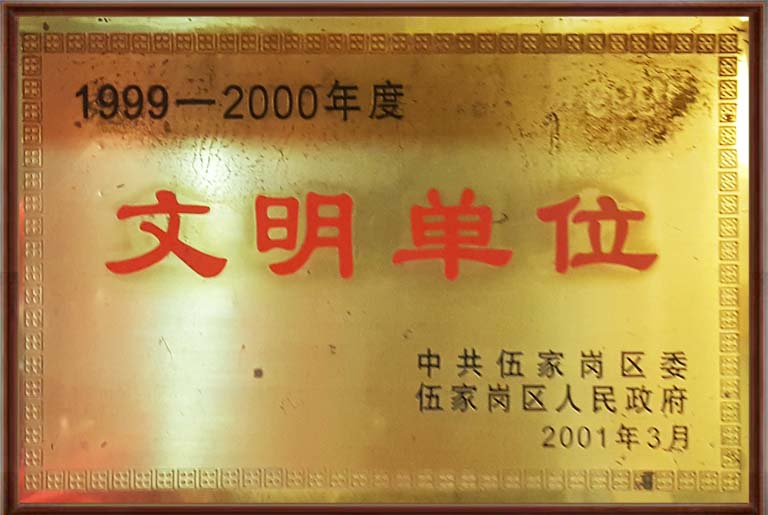 1999—2000年度
文明单位
中共伍家岗区委
伍家岗区人民政府
2001年3月